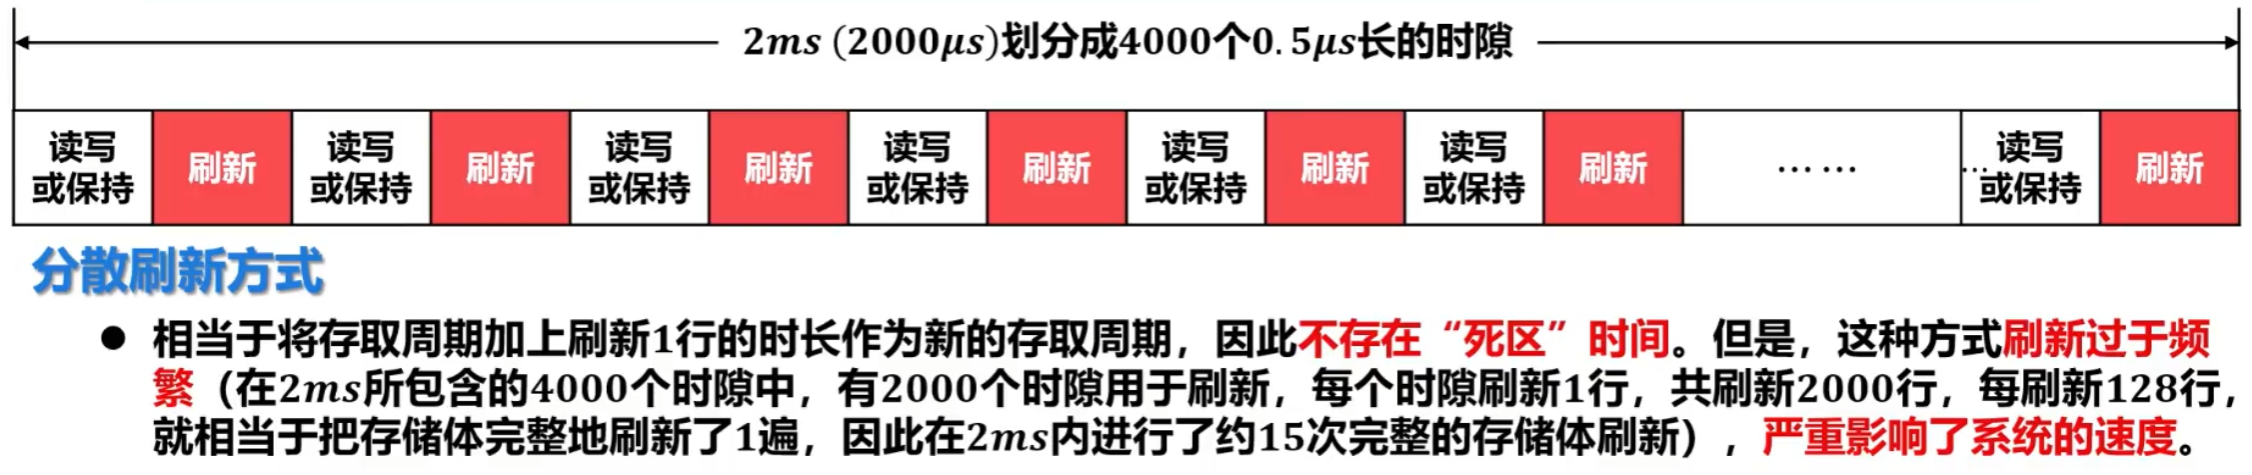 2ms (2000μs)划分成4000个0.5μs长的时隙
读写 或保持 刷新 读写 或保持 刷新 读写 或保持 刷新 读写 或保持 刷新 读写 或保持 刷新 读写 或保持 刷新 …… … 读写 或保持 刷新
分散刷新方式
● 相当于将存取周期加上刷新1行的时长作为新的存取周期，因此不存在“死区”时间。但是，这种方式刷新过于频
繁（在2ms所包含的4000个时隙中，有2000个时隙用于刷新，每个时隙刷新1行，共刷新2000行，每刷新128行，
就相当于把存储体完整地刷新了1遍，因此在2ms内进行了约15次完整的存储体刷新），严重影响了系统的速度。